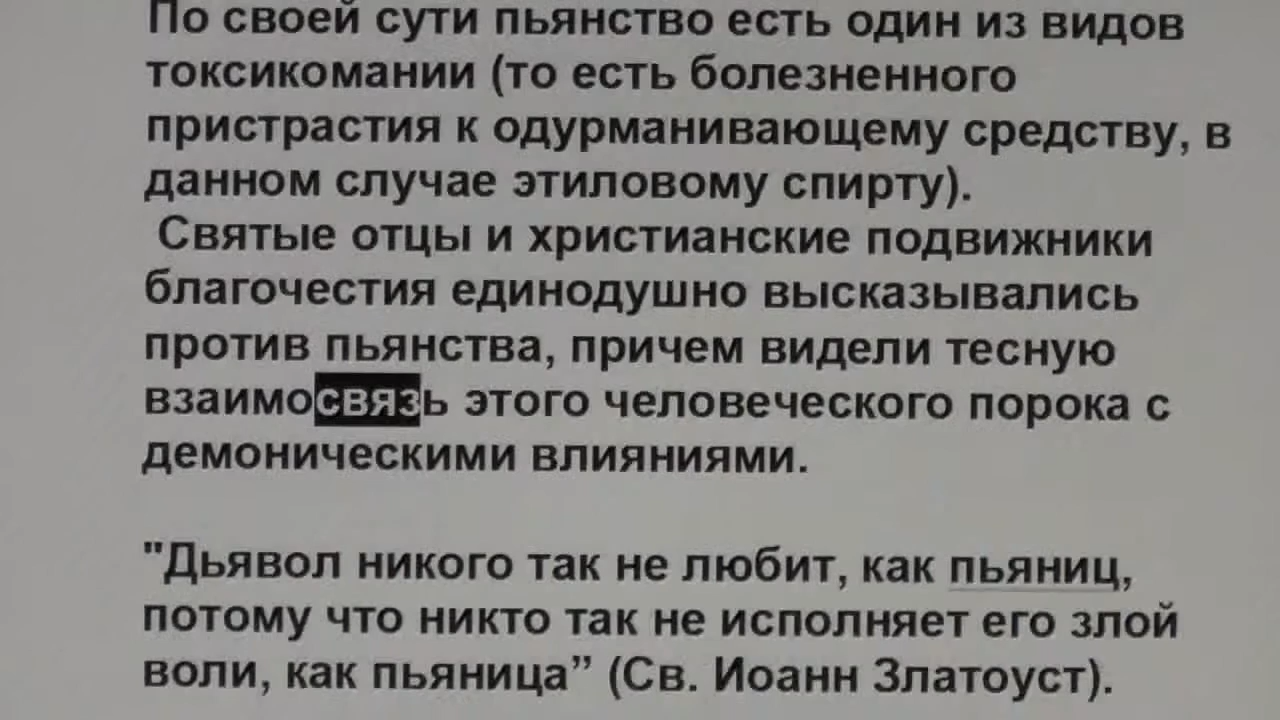 По своей сути пьянство есть один из видов
токсикомании (то есть болезненного
пристрастия к одурманивающему средству, в
данном случае этиловому спирту).
Святые отцы и христианские подвижники
благочестия единодушно высказывались
против пьянства, причем видели тесную
взаимосвязь этого человеческого порока с
демоническими влияниями.
"Дьявол никого так не любит, как пьяниц,
потому что никто так не исполняет его злой
воли, как пьяница” (Св. Иоанн Златоуст).